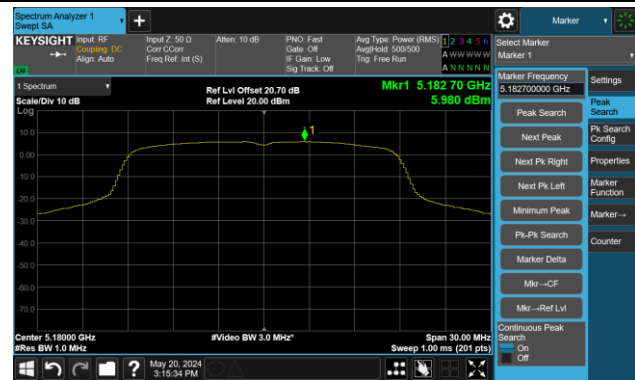 Spectrum Analyzer 1
Swept SA
Marker
KEYSIGHT
Input: RF
Coupling: DC
Align: Auto
Input Z: 50 Ω
Corr CCorr
Freq Ref: Int (S)
Atten: 10 dB
PNO: Fast
Gate: Off
IF Gain: Low
Sig Track: Off
Avg Type: Power (RMS)
Avg|Hold: 500/500
Trig: Free Run
1 2 3 4 5 6
A W W W W W
A N N N N N
LXI
Select Marker
Marker 1
1 Spectrum
Scale/Div 10 dB
Log
Ref Lvl Offset 20.70 dB
Ref Level 20.00 dBm
Mkr1 5.182 70 GHz
5.980 dBm
1
10.0
0.00
-10.0
-20.0
-30.0
-40.0
-50.0
-60.0
-70.0
Center 5.18000 GHz
#Res BW 1.0 MHz
#Video BW 3.0 MHz*
Span 30.00 MHz
Sweep 1.00 ms (201 pts)
Marker Frequency
5.182700000 GHz
Peak Search
Next Peak
Next Pk Right
Next Pk Left
Minimum Peak
Pk-Pk Search
Marker Delta
Mkr→CF
Mkr→Ref Lvl
Continuous Peak
Search
On
Off
Settings
Peak
Search
Pk Search
Config
Properties
Marker
Function
Marker→
Counter
?
May 20, 2024
3:15:34 PM